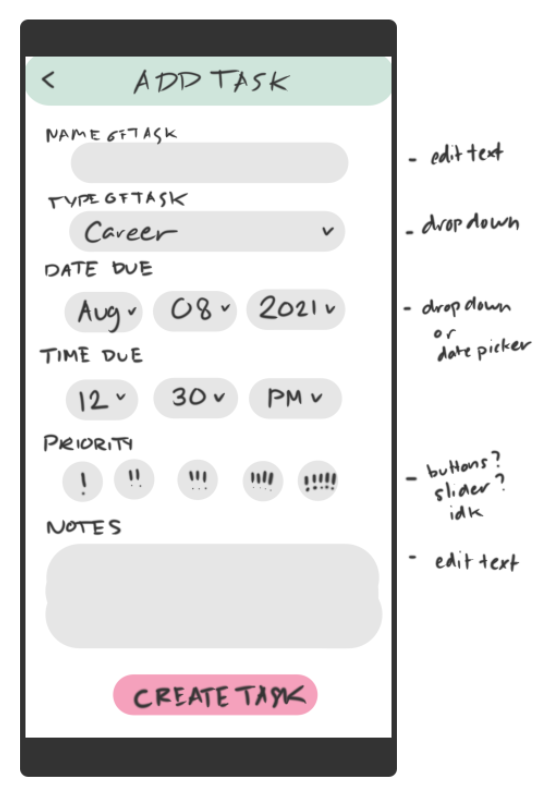 < ADD TASK
NAME OF TASK
- edit text
TYPE OF TASK
Career
- drop down
DATE DUE
Aug 08 2021
- drop down
or
date picker
TIME DUE
12 30 PM
PRIORITY
! !! !!! !!!! !!!!!
- buttons?
slider?
idk
NOTES
- edit text
CREATE TASK